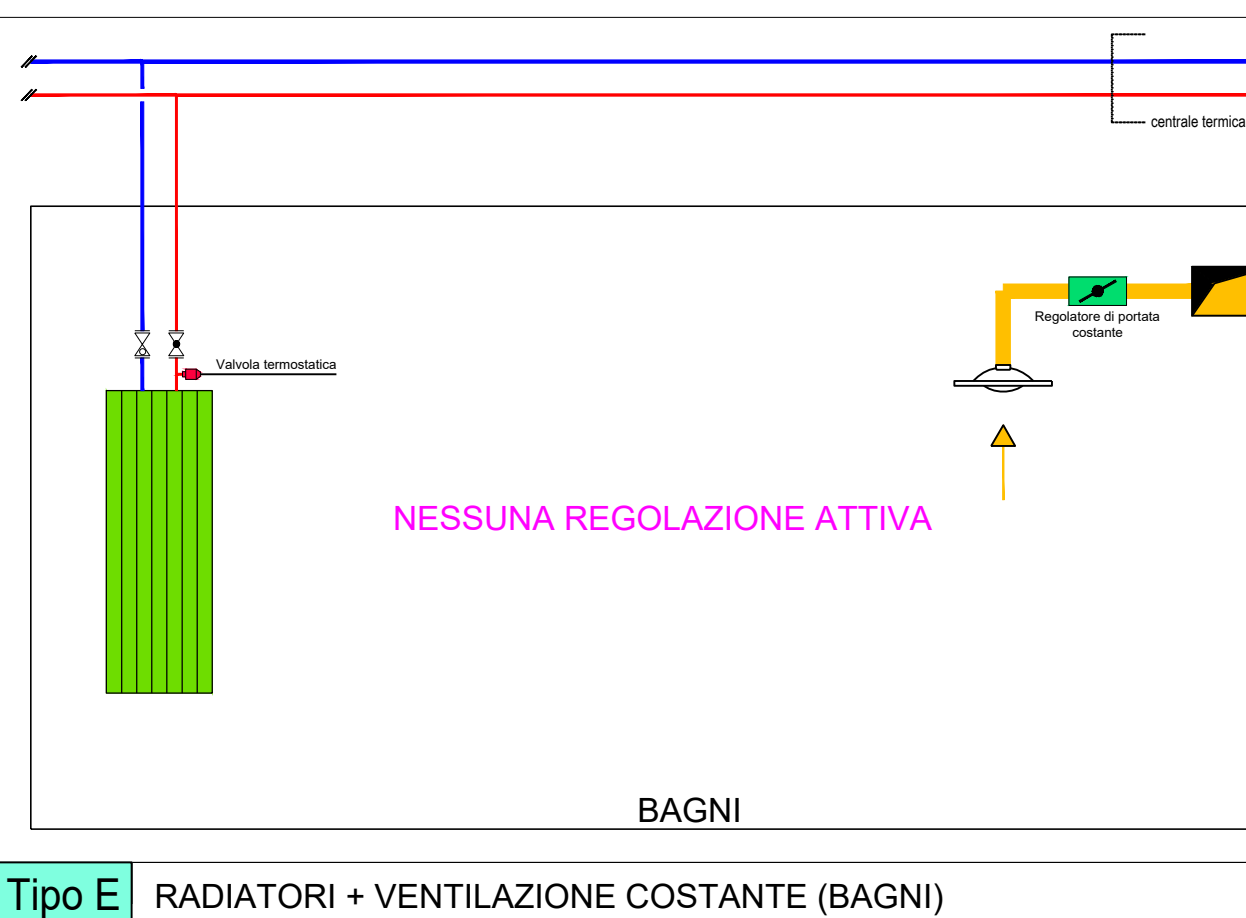 centrale termica
Regolatore di portata
costante
Valvola termostatica
NESSUNA REGOLAZIONE ATTIVA
BAGNI
Tipo E
RADIATORI + VENTILAZIONE COSTANTE (BAGNI)